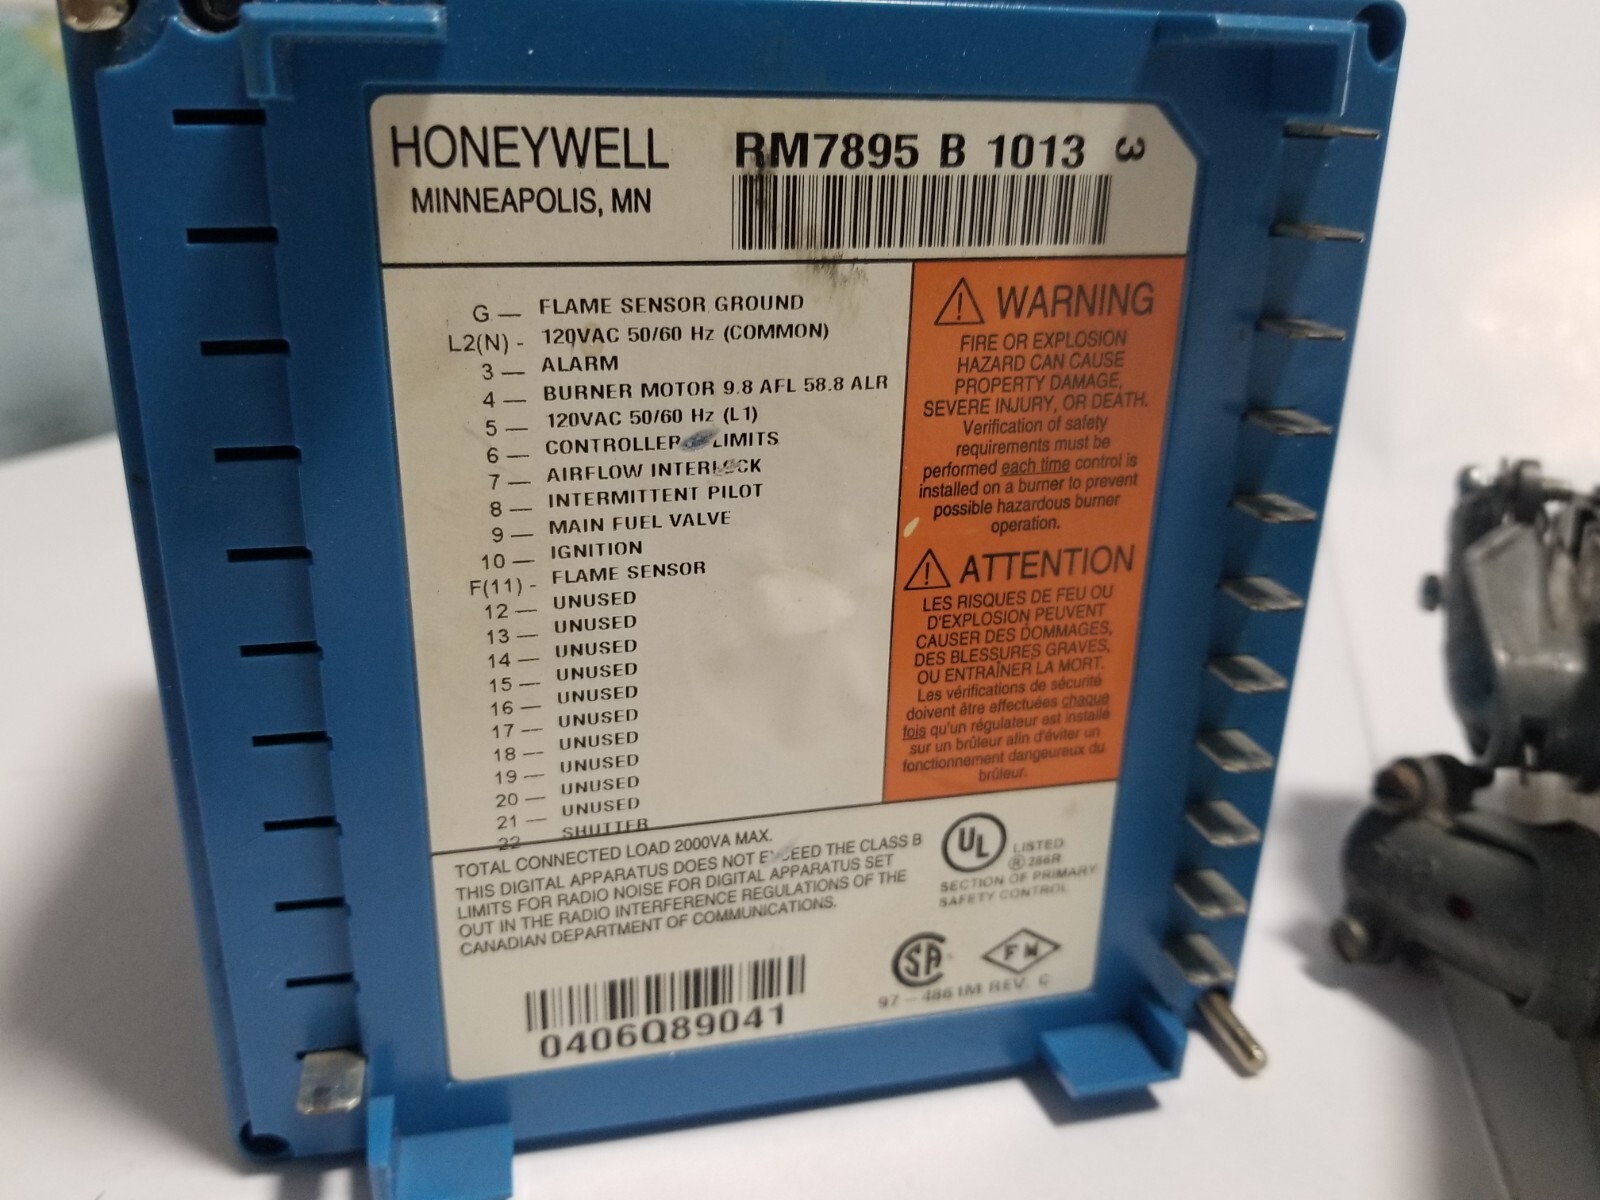 HONEYWELL
MINNEAPOLIS, MN
RM7895 B 1013 3
G — FLAME SENSOR GROUND
L2(N) - 120VAC 50/60 Hz (COMMON)
3 — ALARM
4 — BURNER MOTOR 9.8 AFL 58.8 ALR
5 — 120VAC 50/60 Hz (L1)
6 — CONTROLLER LIMITS
7 — AIRFLOW INTERLOCK
8 — INTERMITTENT PILOT
9 — MAIN FUEL VALVE
10 — IGNITION
F(11) - FLAME SENSOR
12 — UNUSED
13 — UNUSED
14 — UNUSED
15 — UNUSED
16 — UNUSED
17 — UNUSED
18 — UNUSED
19 — UNUSED
20 — UNUSED
21 — UNUSED
22 SHUTTER
WARNING
FIRE OR EXPLOSION
HAZARD CAN CAUSE
PROPERTY DAMAGE,
SEVERE INJURY, OR DEATH.
Verification of safety
requirements must be
performed each time control is
installed on a burner to prevent
possible hazardous burner
operation.
ATTENTION
LES RISQUES DE FEU OU
D'EXPLOSION PEUVENT
CAUSER DES DOMMAGES,
DES BLESSURES GRAVES,
OU ENTRAÎNER LA MORT.
Les vérifications de sécurité
doivent être effectuées chaque
fois qu'un régulateur est installé
sur un brûleur afin d'éviter un
fonctionnement dangeureux du
brûleur.
TOTAL CONNECTED LOAD 2000VA MAX.
THIS DIGITAL APPARATUS DOES NOT EXCEED THE CLASS B
LIMITS FOR RADIO NOISE FOR DIGITAL APPARATUS SET
OUT IN THE RADIO INTERFERENCE REGULATIONS OF THE
CANADIAN DEPARTMENT OF COMMUNICATIONS.
UL LISTED
® 286R
SECTION OF PRIMARY
SAFETY CONTROL
SA FM
97 – 486 IM REV. C
0406Q89041